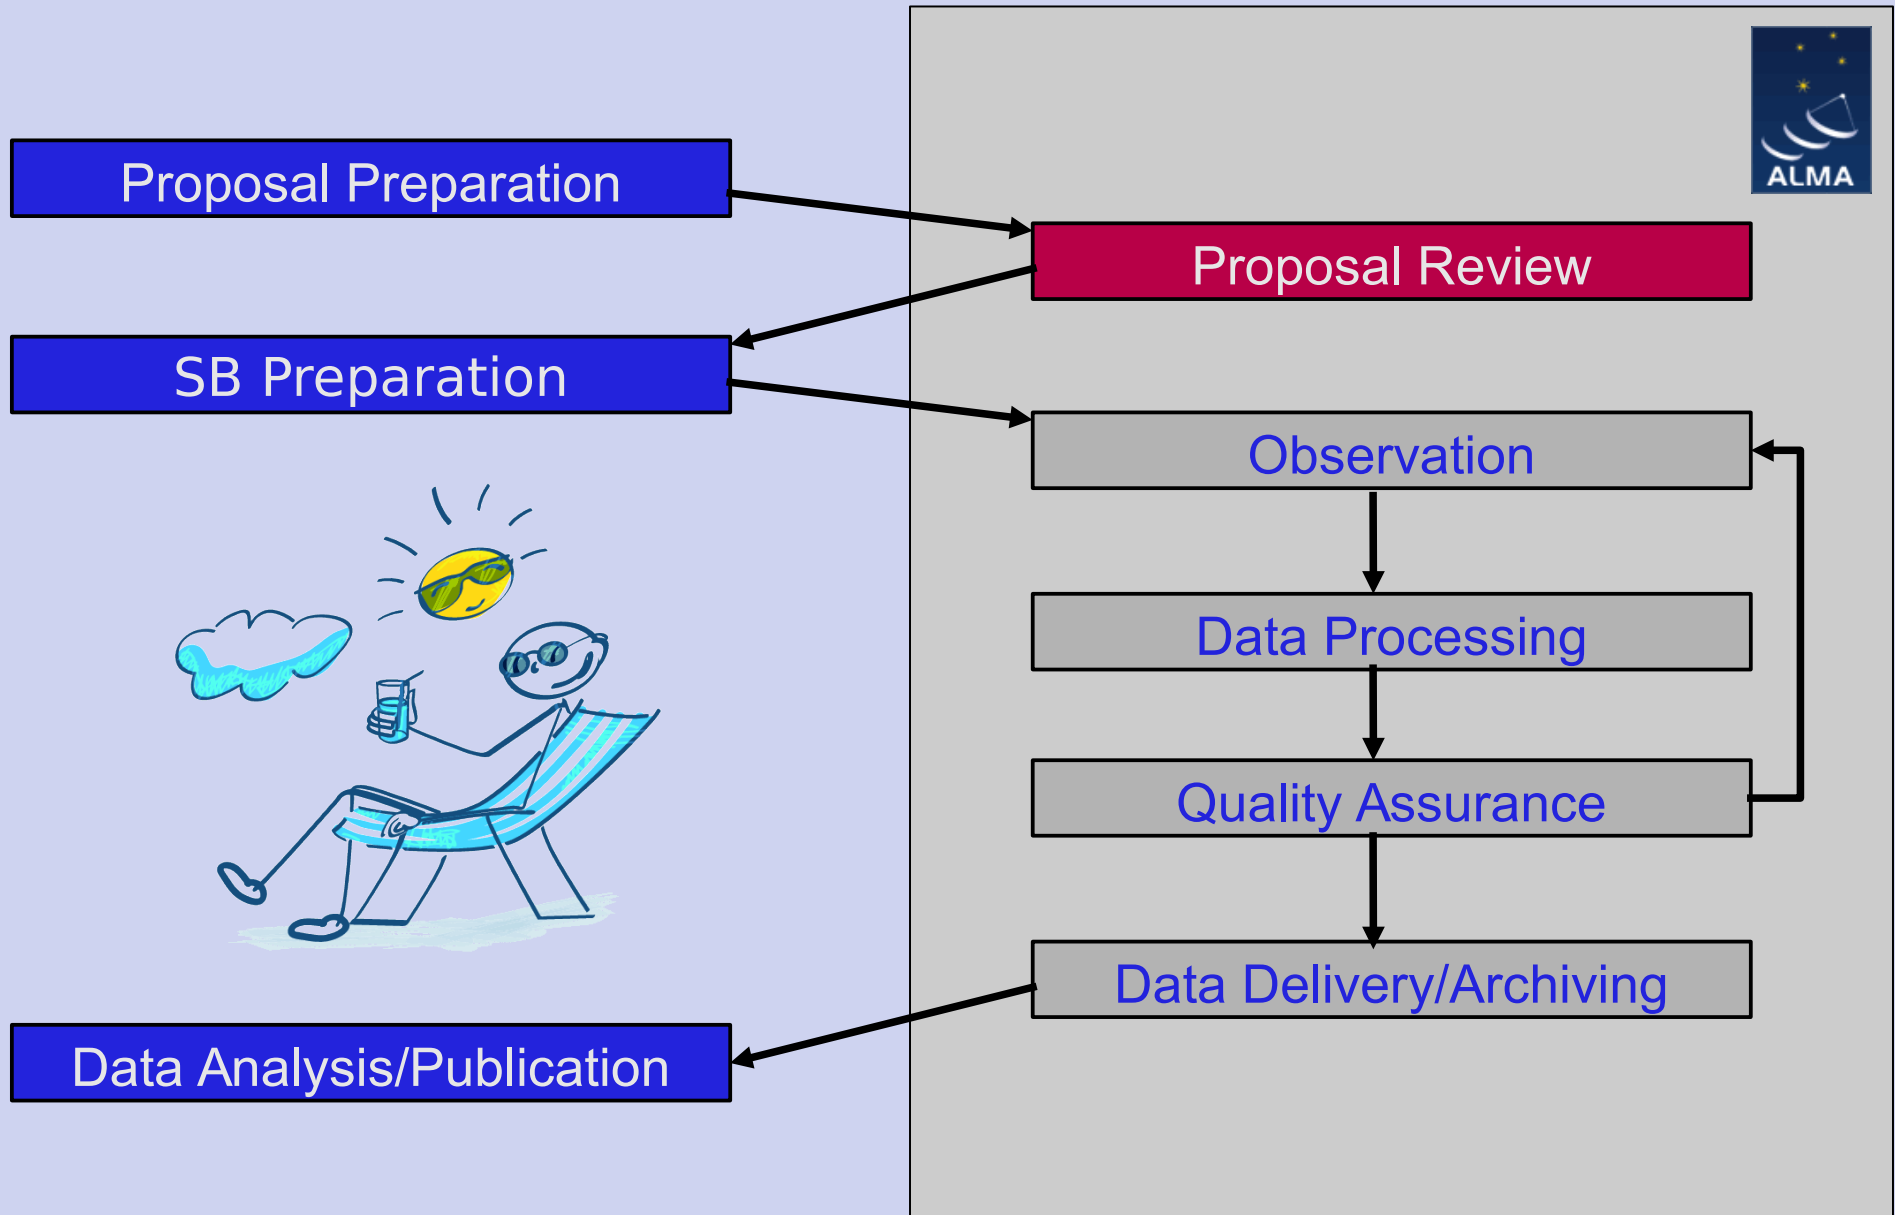 ALMA
Proposal Preparation
Proposal Review
SB Preparation
Observation
Data Processing
Quality Assurance
Data Delivery/Archiving
Data Analysis/Publication